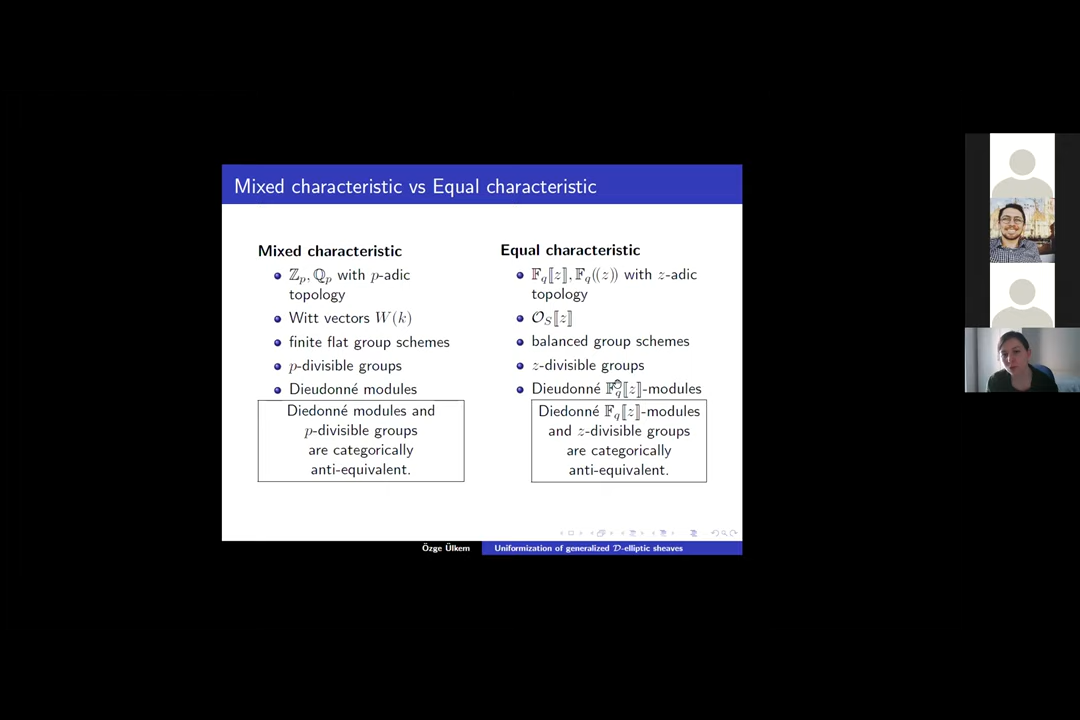 Mixed characteristic vs Equal characteristic
Mixed characteristic
ℤₚ, ℚₚ with p-adic
topology
Witt vectors W(k)
finite flat group schemes
p-divisible groups
Dieudonné modules
Diedonné modules and
p-divisible groups
are categorically
anti-equivalent.
Equal characteristic
𝔽_q⟦z⟧, 𝔽_q((z)) with z-adic
topology
𝒪_S⟦z⟧
balanced group schemes
z-divisible groups
Dieudonné 𝔽_q⟦z⟧-modules
Diedonné 𝔽_q⟦z⟧-modules
and z-divisible groups
are categorically
anti-equivalent.
Özge Ülkem
Uniformization of generalized 𝒟-elliptic sheaves